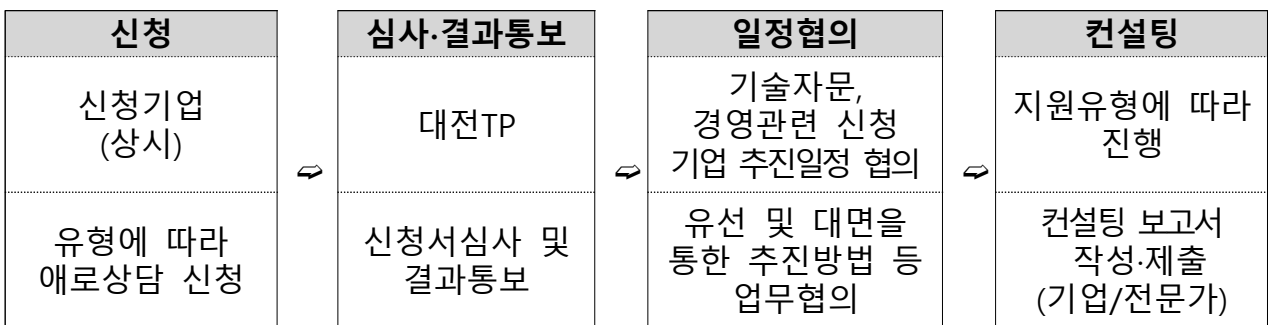 신청
신청기업
(상시)
유형에 따라
애로상담 신청
➫
심사·결과통보
대전TP
신청서심사 및
결과통보
➫
일정협의
기술자문,
경영관련 신청
기업 추진일정 협의
유선 및 대면을
통한 추진방법 등
업무협의
➫
컨설팅
지원유형에 따라
진행
컨설팅 보고서
작성·제출
(기업/전문가)